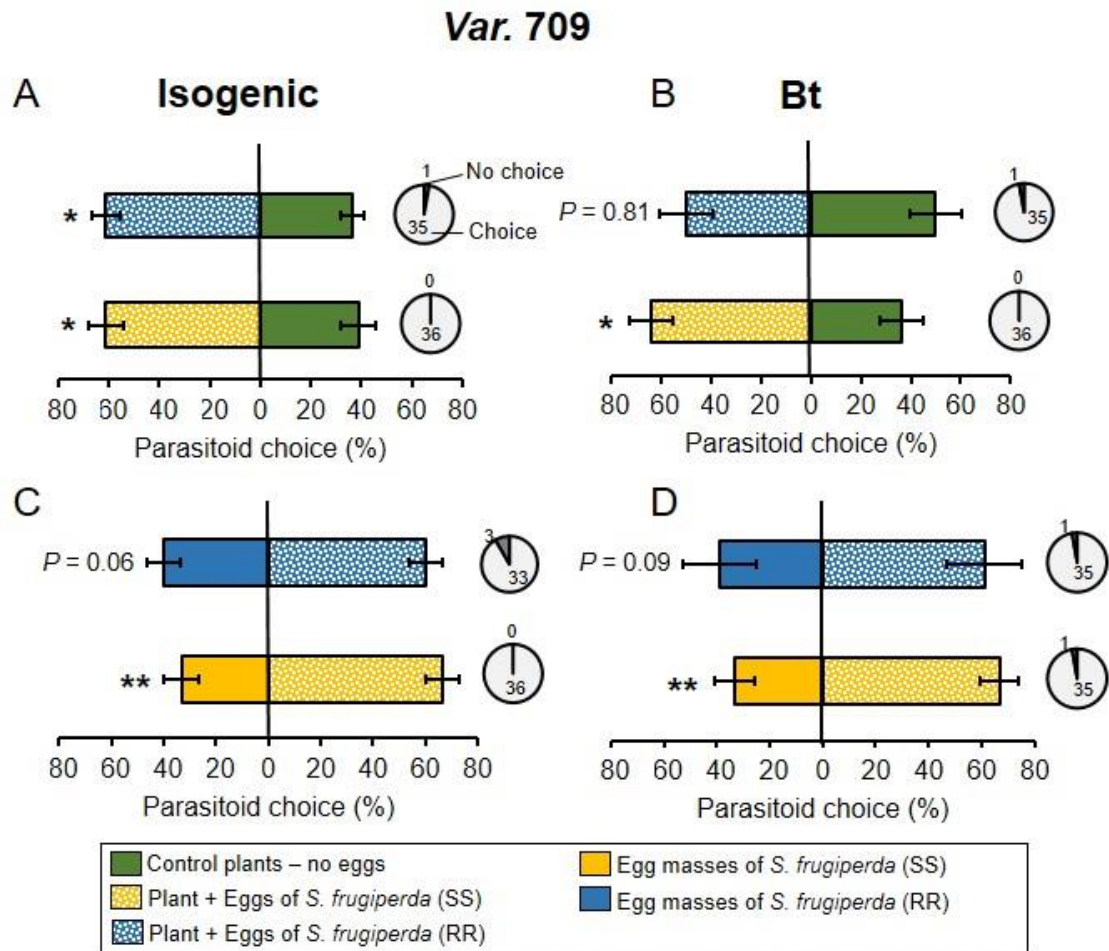 Var. 709
A
Isogenic
1
No choice
35
Choice
*
0
36
*
80 60 40 20 0 20 40 60 80
Parasitoid choice (%)
B
Bt
1
35
P = 0.81
0
36
*
80 60 40 20 0 20 40 60 80
Parasitoid choice (%)
C
3
33
P = 0.06
0
36
**
80 60 40 20 0 20 40 60 80
Parasitoid choice (%)
D
1
35
P = 0.09
1
35
**
80 60 40 20 0 20 40 60 80
Parasitoid choice (%)
Control plants – no eggs
Plant + Eggs of S. frugiperda (SS)
Plant + Eggs of S. frugiperda (RR)
Egg masses of S. frugiperda (SS)
Egg masses of S. frugiperda (RR)